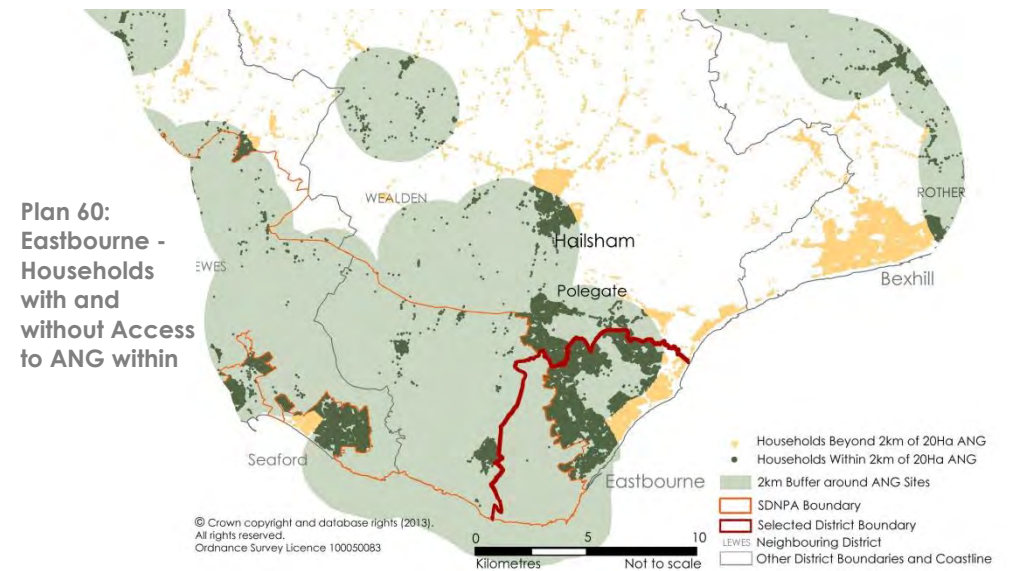 Plan 60:
Eastbourne -
Households
with and
without Access
to ANG within
WEALDEN
ROTHER
Hailsham
EWES
Bexhill
Polegate
Seaford
Eastbourne
Households Beyond 2km of 20Ha ANG
Households Within 2km of 20Ha ANG
2km Buffer around ANG Sites
SDNPA Boundary
Selected District Boundary
LEWES Neighbouring District
Other District Boundaries and Coastline
© Crown copyright and database rights (2013).
All rights reserved.
Ordnance Survey Licence 100050083
0 5 10
Kilometres Not to scale